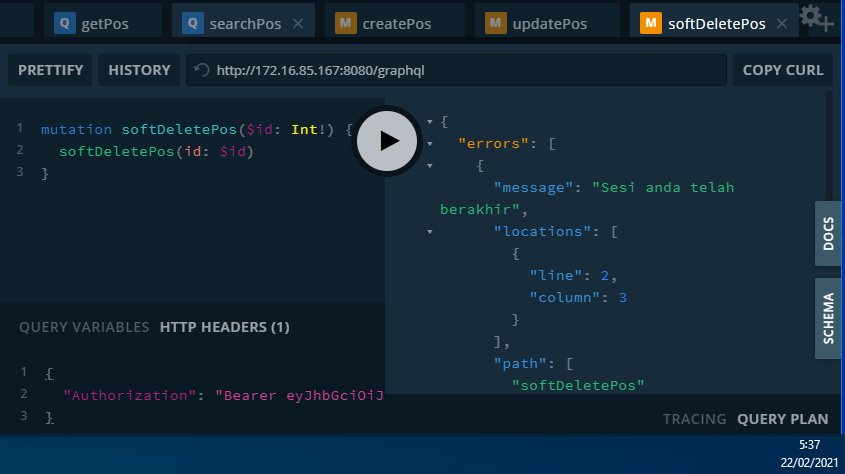 Q getPos
Q searchPos ×
M createPos
M updatePos
M softDeletePos ×
PRETTIFY
HISTORY
http://172.16.85.167:8080/graphql
COPY CURL
1 mutation softDeletePos($id: Int!) {
2 softDeletePos(id: $id)
3 }
{
"errors": [
{
"message": "Sesi anda telah
berakhir",
"locations": [
{
"line": 2,
"column": 3
}
],
"path": [
"softDeletePos"
DOCS
SCHEMA
QUERY VARIABLES HTTP HEADERS (1)
1 {
2 "Authorization": "Bearer eyJhbGciOiJ
3 }
TRACING QUERY PLAN
5:37
22/02/2021